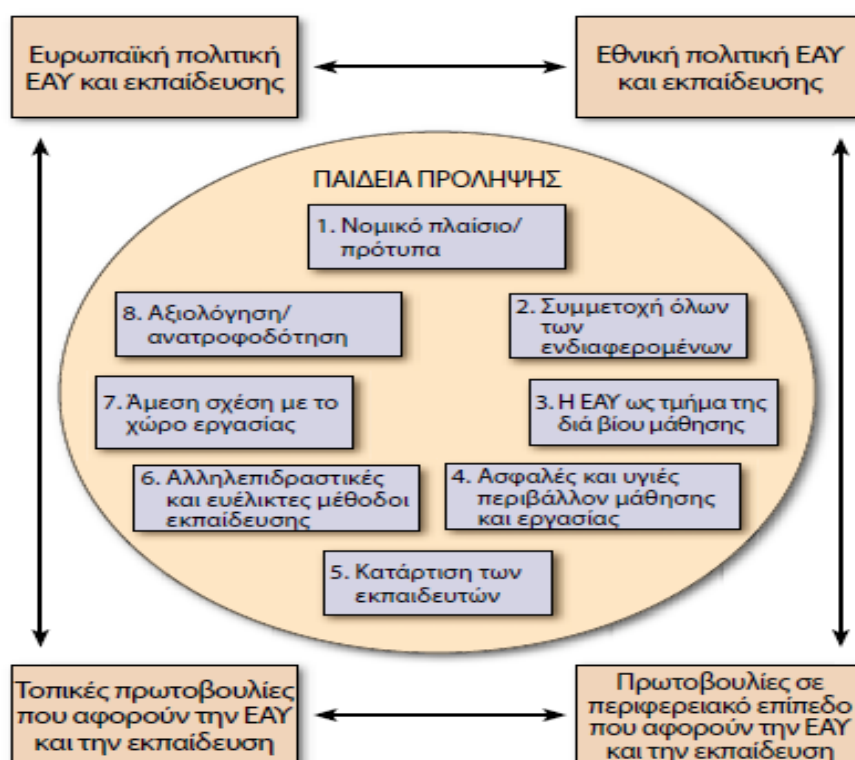 Ευρωπαϊκή πολιτική
ΕΑΥ και εκπαίδευσης
Εθνική πολιτική ΕΑΥ
και εκπαίδευσης
ΠΑΙΔΕΙΑ ΠΡΟΛΗΨΗΣ
1. Νομικό πλαίσιο/
πρότυπα
8. Αξιολόγηση/
ανατροφοδότηση
2. Συμμετοχή όλων
των
ενδιαφερομένων
7. Άμεση σχέση με το
χώρο εργασίας
3. Η ΕΑΥ ως τμήμα της
διά βίου μάθησης
6. Αλληλεπιδραστικές
και ευέλικτες μέθοδοι
εκπαίδευσης
4. Ασφαλές και υγιές
περιβάλλον μάθησης
και εργασίας
5. Κατάρτιση των
εκπαιδευτών
Τοπικές πρωτοβουλίες
που αφορούν την ΕΑΥ
και την εκπαίδευση
Πρωτοβουλίες σε
περιφερειακό επίπεδο
που αφορούν την ΕΑΥ
και την εκπαίδευση